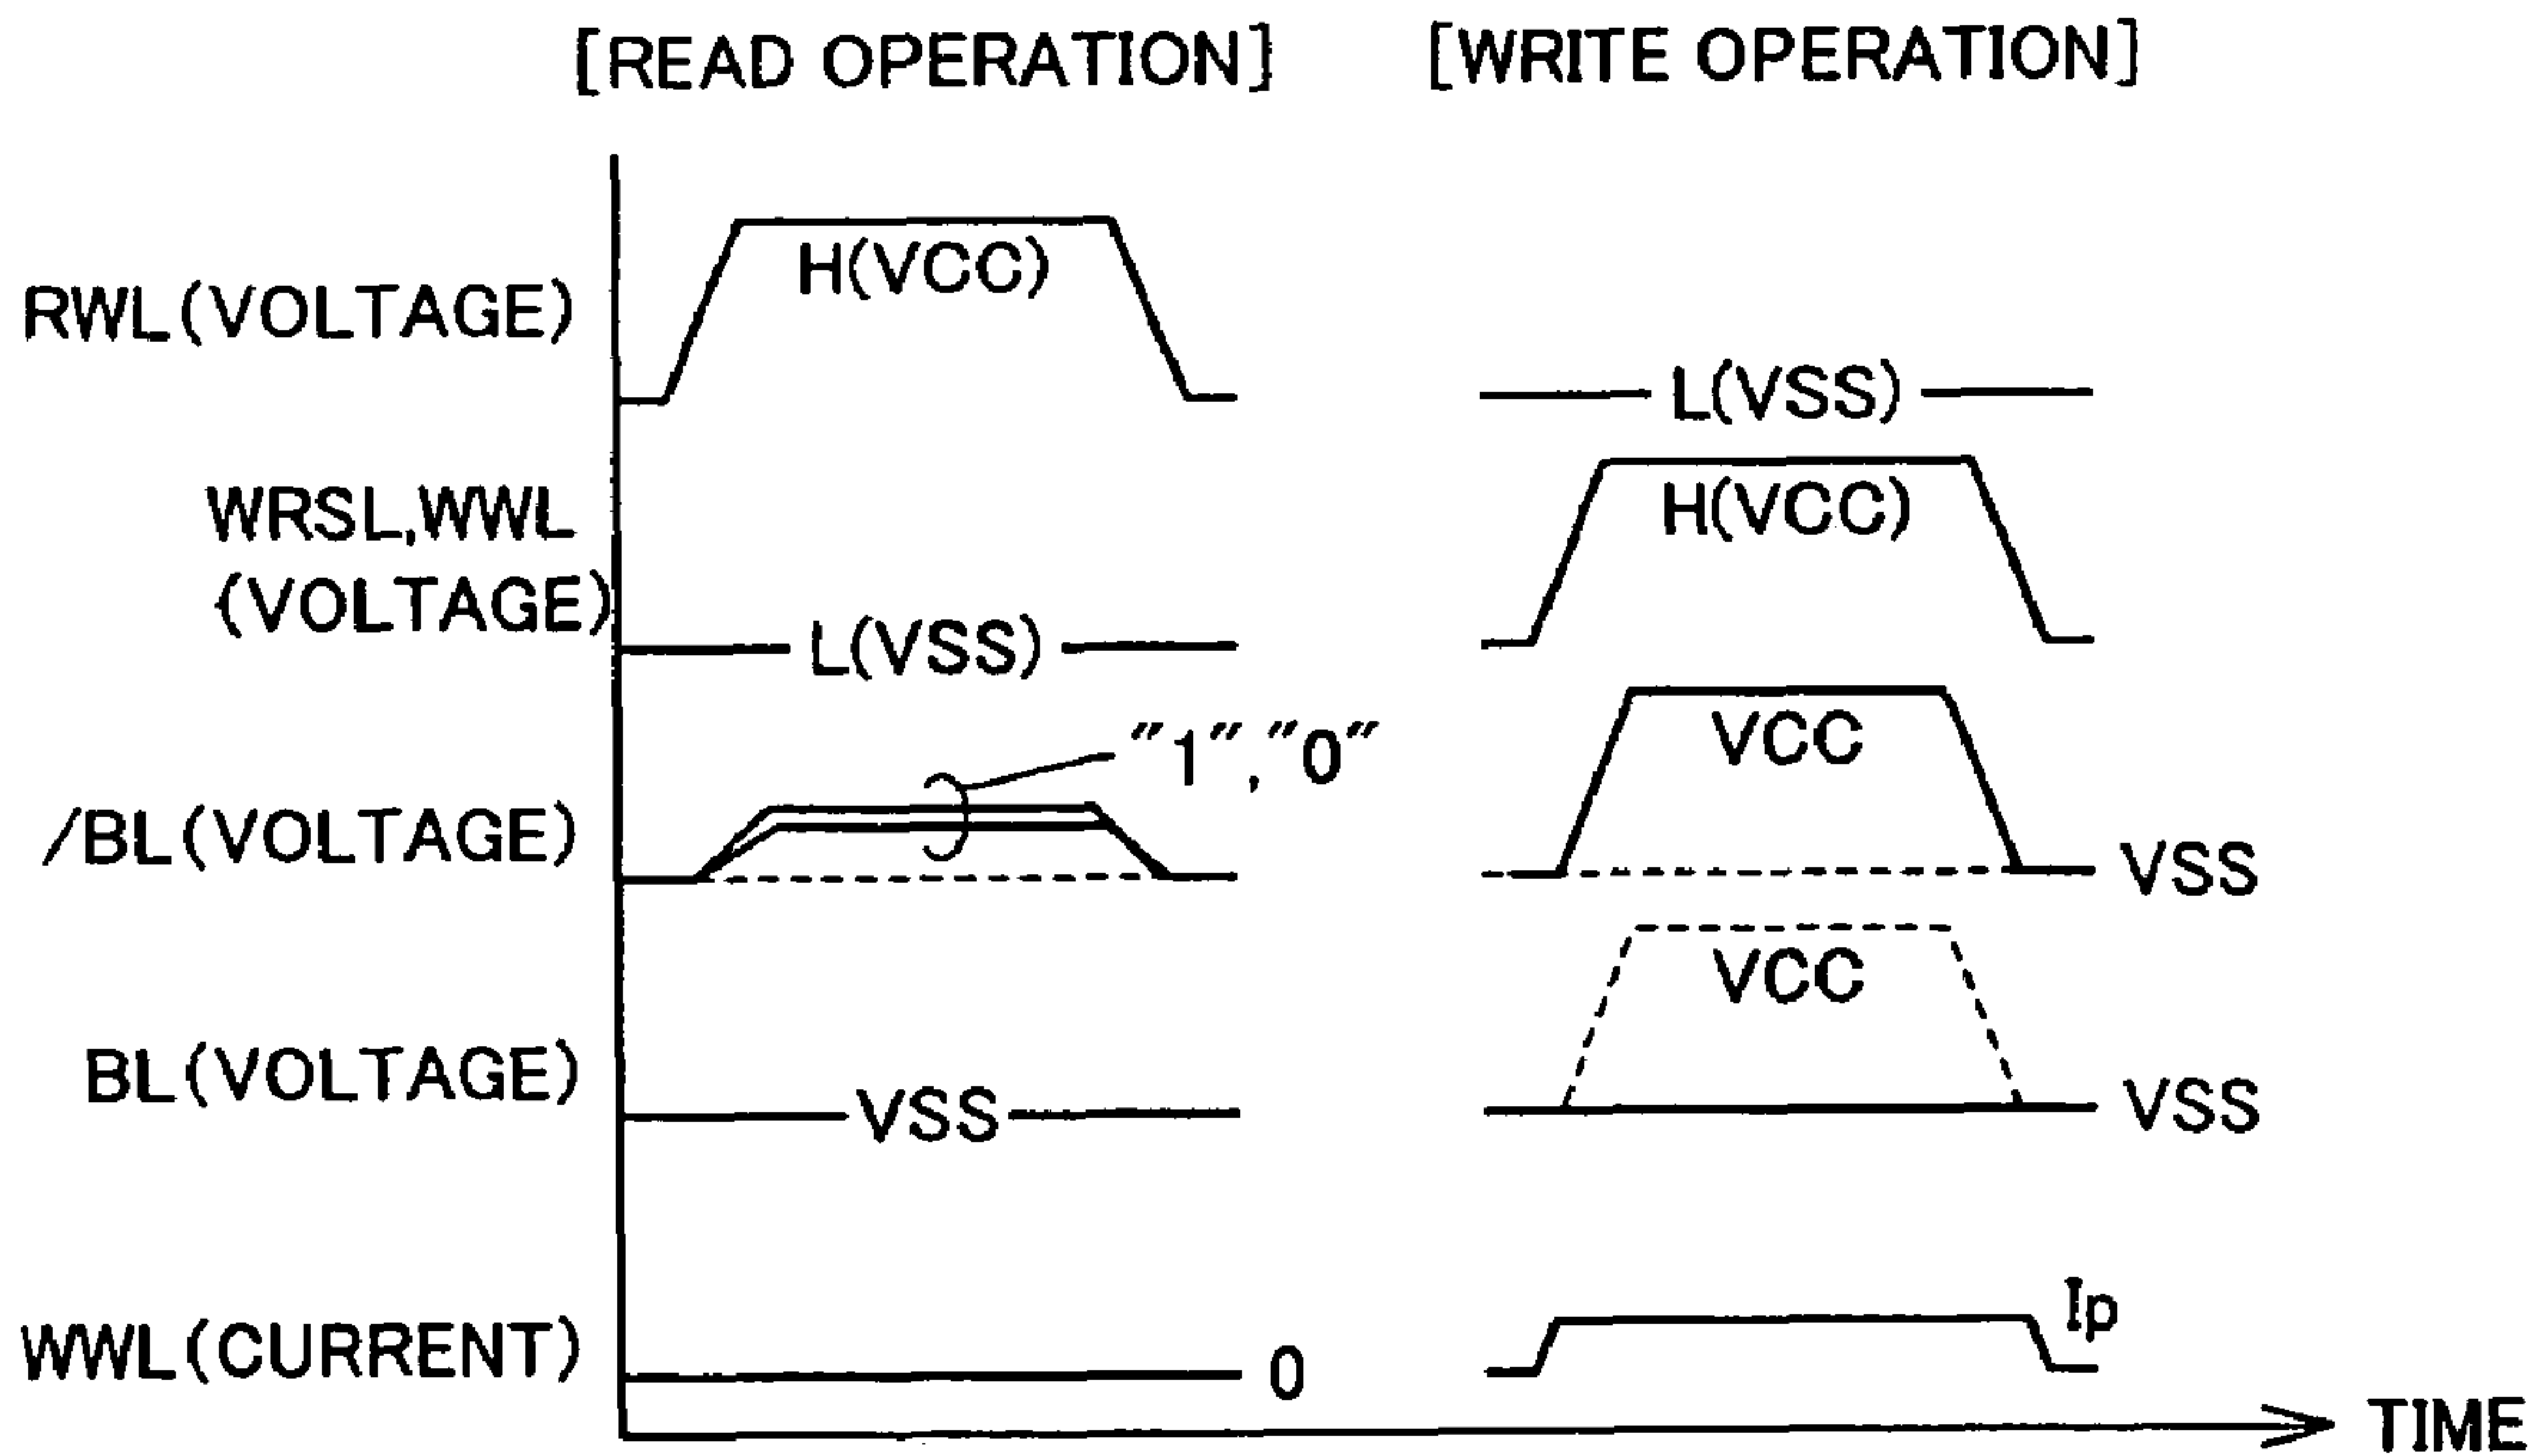 [READ OPERATION] [WRITE OPERATION]
H(VCC)
RWL(VOLTAGE)
L(VSS)
WRSL,WWL
(VOLTAGE)
H(VCC)
L(VSS)
"1","0"
VCC
/BL(VOLTAGE)
VSS
VCC
BL(VOLTAGE)
VSS
VSS
Ip
WWL(CURRENT)
0
TIME